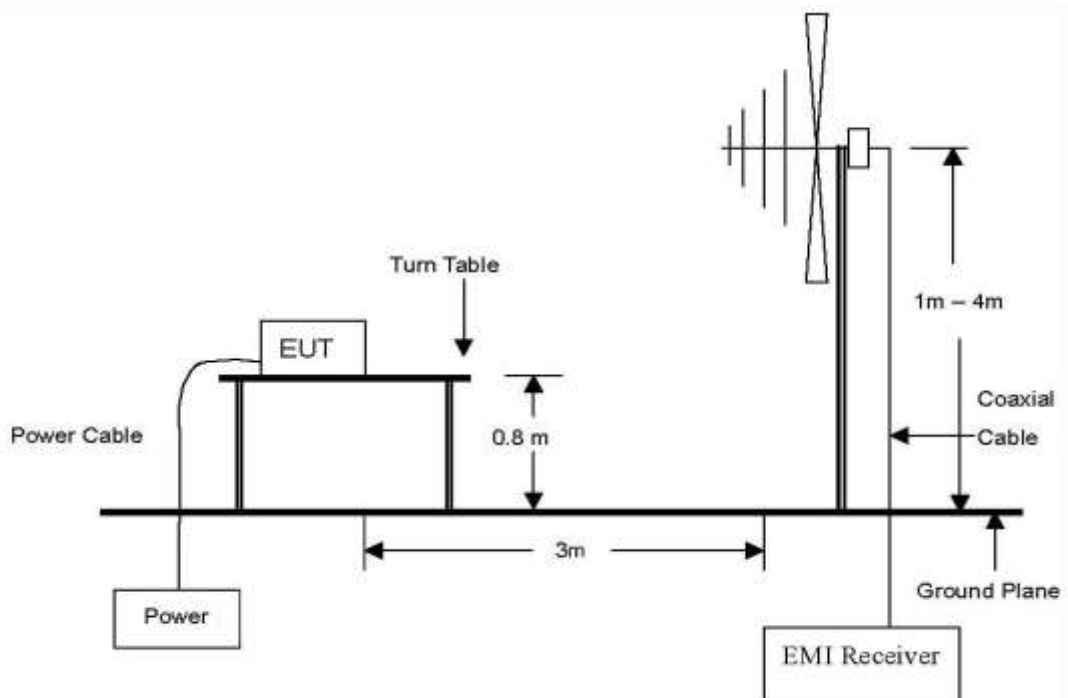 Turn Table
EUT
1m – 4m
Coaxial
Cable
Power Cable
0.8 m
3m
Ground Plane
Power
EMI Receiver